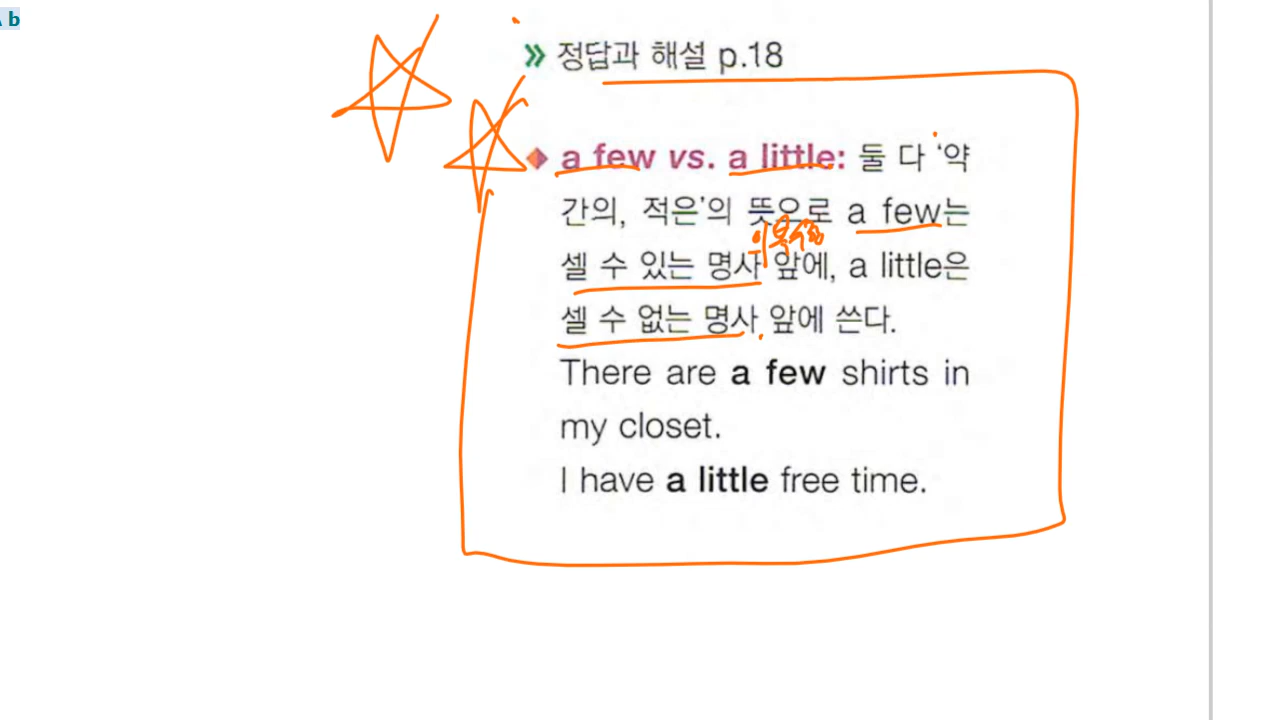 b
» 정답과 해설 p.18
◆ a few vs. a little: 둘 다 ‘약
간의, 적은’의 뜻으로 a few는
셀 수 있는 명사 앞에, a little은
셀 수 없는 명사 앞에 쓴다.
There are a few shirts in
my closet.
I have a little free time.